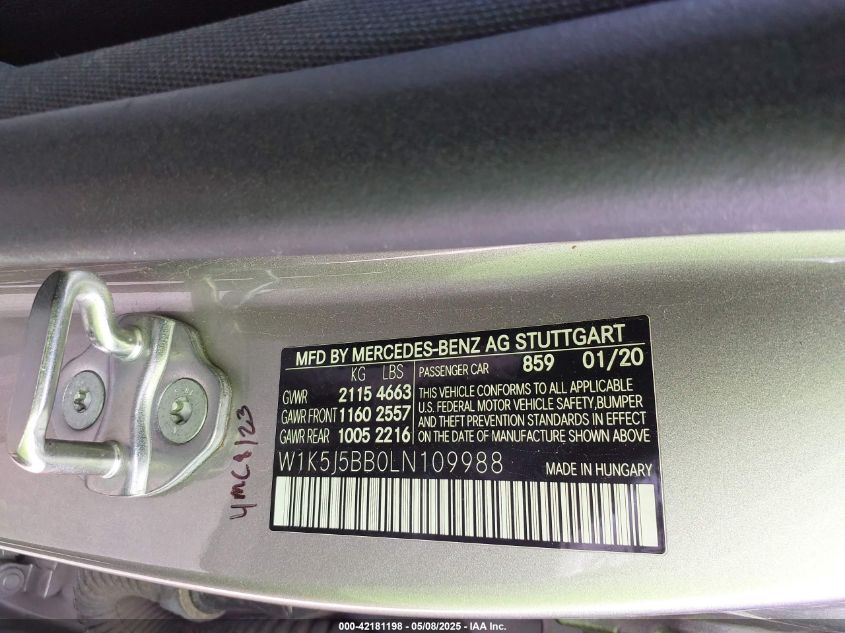 MFD BY MERCEDES-BENZ AG STUTTGART
KG LBS PASSENGER CAR 859 01/20
GVWR 2115 4663 THIS VEHICLE CONFORMS TO ALL APPLICABLE
GAWR FRONT 1160 2557 U.S. FEDERAL MOTOR VEHICLE SAFETY, BUMPER
GAWR REAR 1005 2216 AND THEFT PREVENTION STANDARDS IN EFFECT
ON THE DATE OF MANUFACTURE SHOWN ABOVE
W1K5J5BB0LN109988 MADE IN HUNGARY
000-42181198 - 05/08/2025 - IAA Inc.